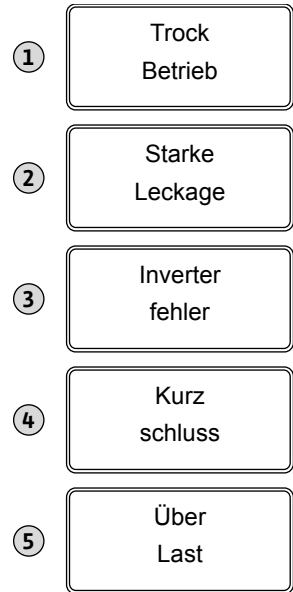 1
Trock
Betrieb
2
Starke
Leckage
3
Inverter
fehler
4
Kurz
schluss
5
Über
Last